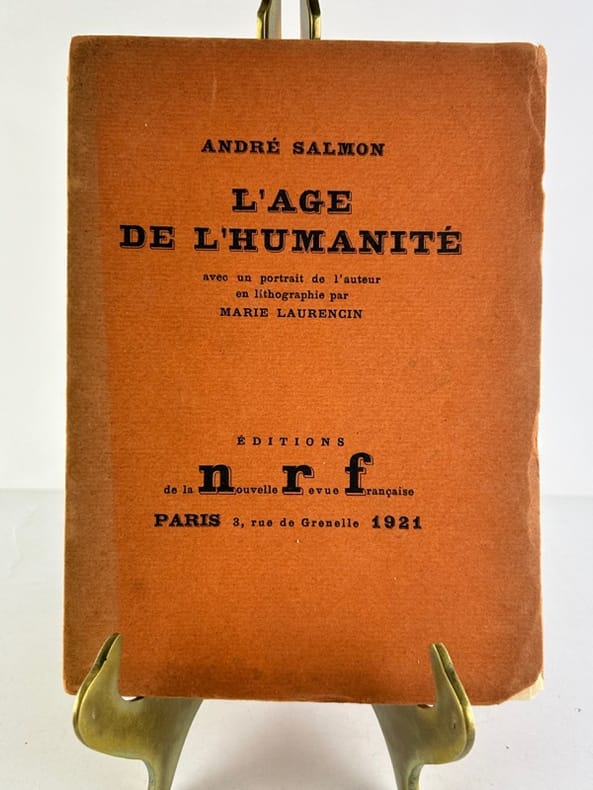 ANDRÉ SALMON
L'AGE
DE L'HUMANITÉ
avec un portrait de l'auteur
en lithographie par
MARIE LAURENCIN
ÉDITIONS
de la nouvelle revue française
PARIS 3, rue de Grenelle 1921